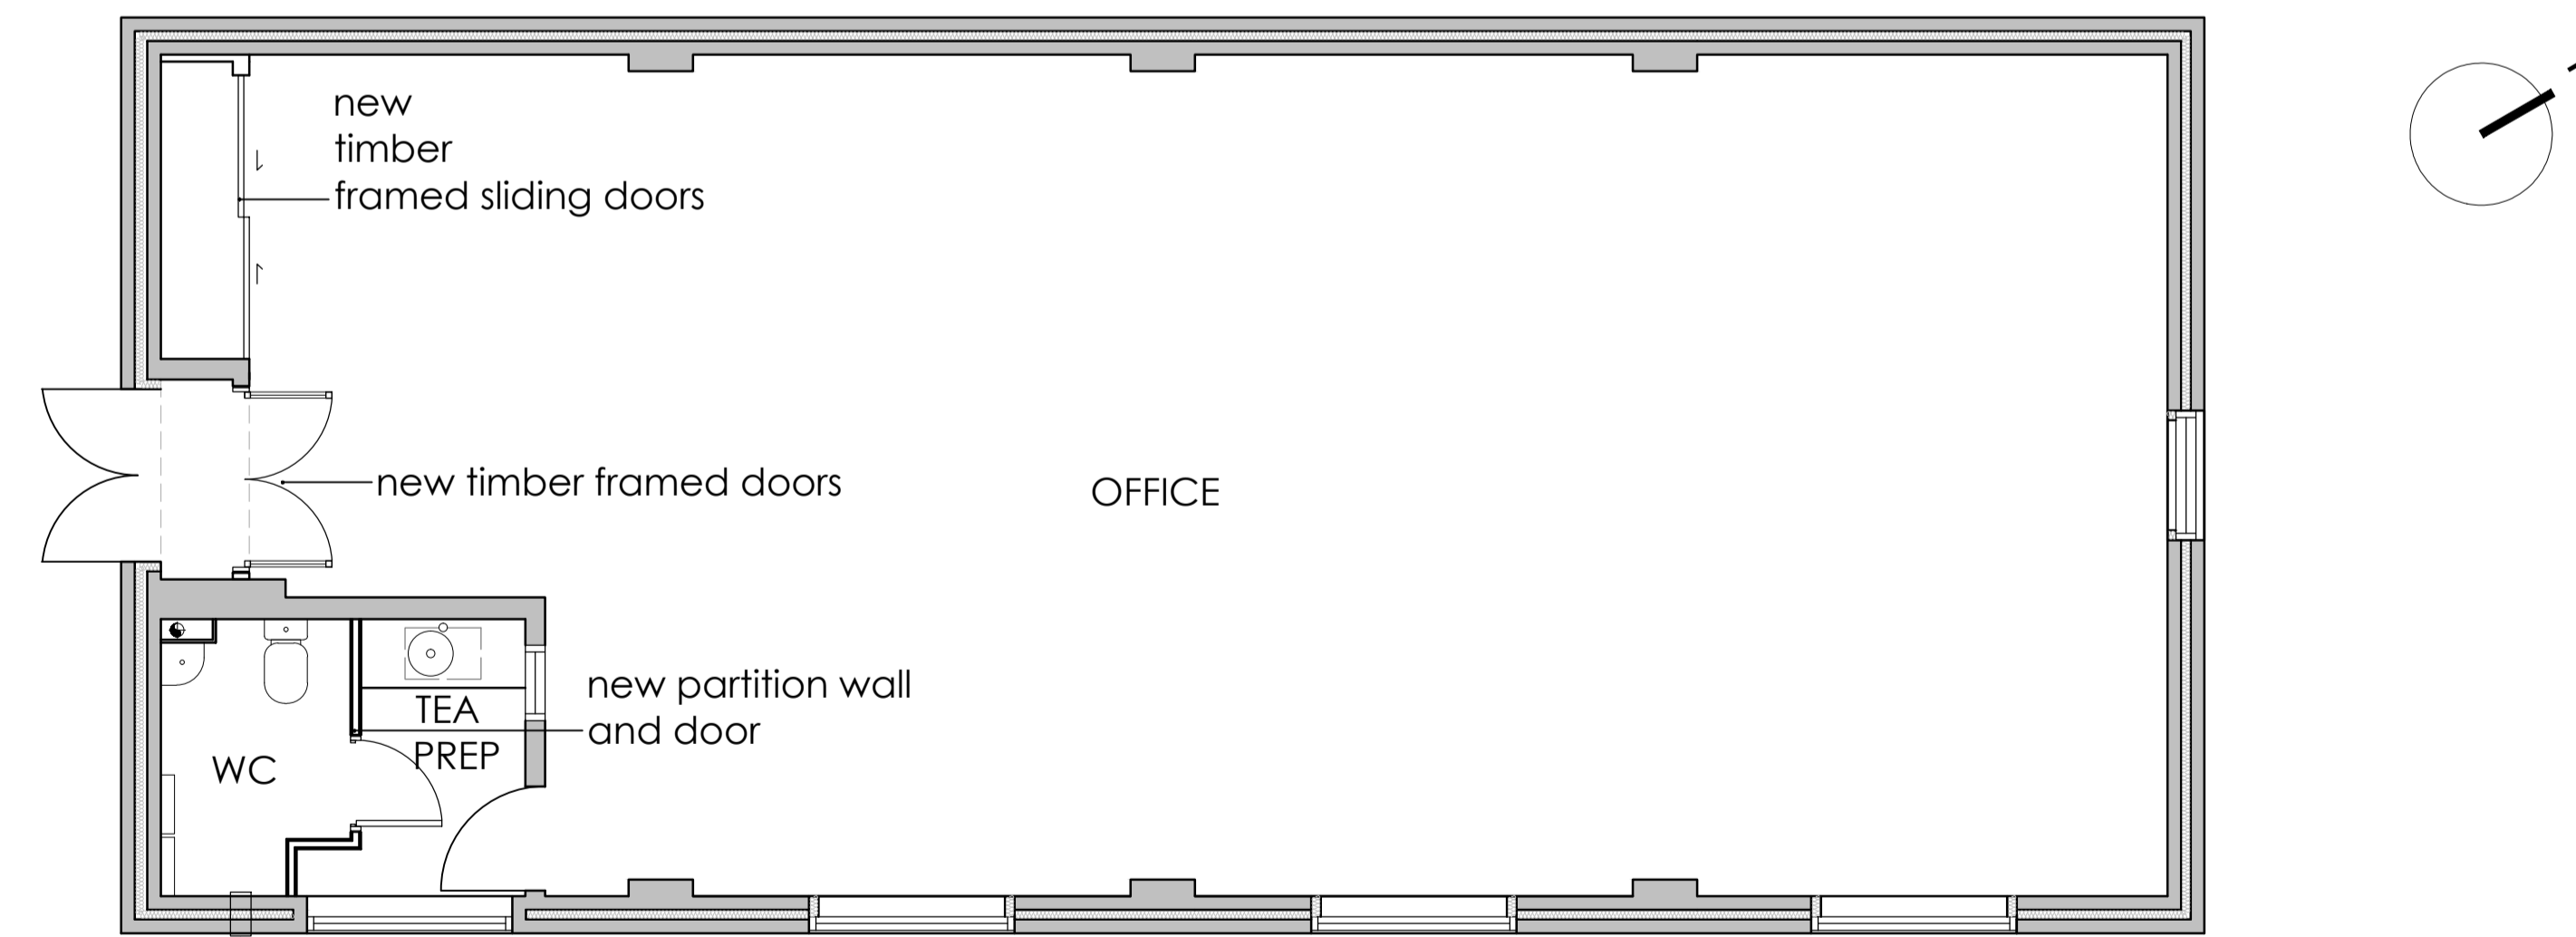 new
timber
framed sliding doors
new timber framed doors
OFFICE
new partition wall
and door
TEA
PREP
WC